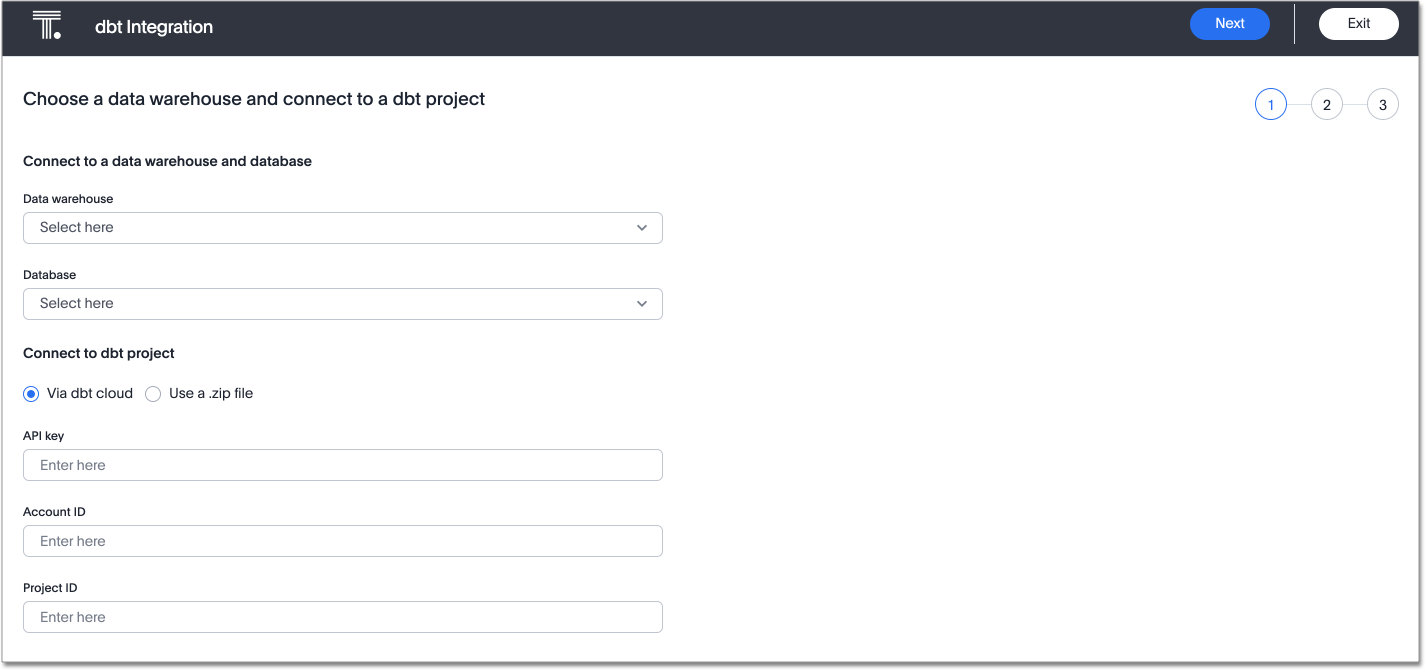 dbt Integration
Next
Exit
Choose a data warehouse and connect to a dbt project
1
2
3
Connect to a data warehouse and database
Data warehouse
Select here
Database
Select here
Connect to dbt project
Via dbt cloud
Use a .zip file
API key
Enter here
Account ID
Enter here
Project ID
Enter here